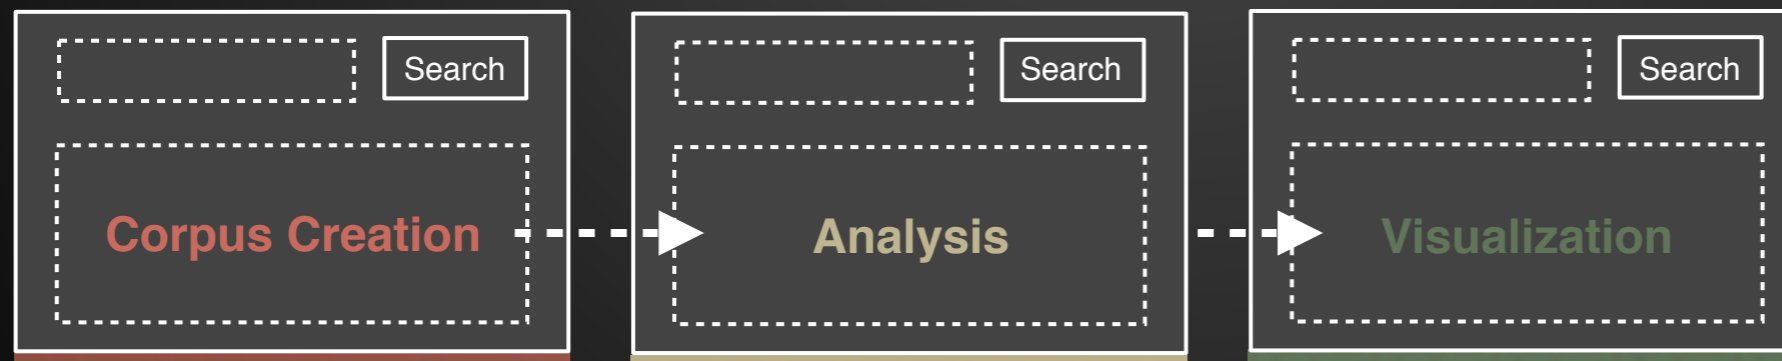 Search
Corpus Creation
Search
Analysis
Search
Visualization